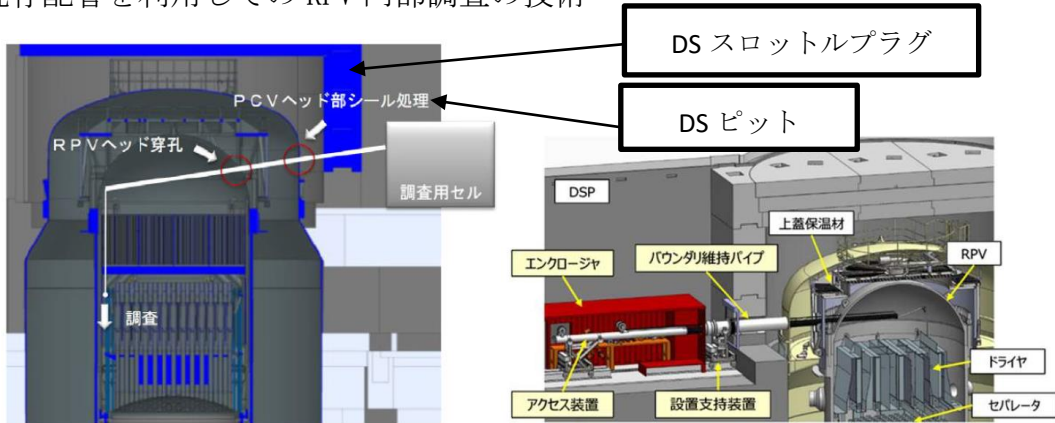 既存配管を利用しての RPV 内部調査の技術
DS スロットルプラグ
DS ピット
PCVヘッド部シール処理
RPVヘッド穿孔
調査用セル
調査
DSP
上蓋保温材
RPV
エンクロージャ
バウンダリ維持パイプ
ドライヤ
アクセス装置
設置支持装置
セパレータ